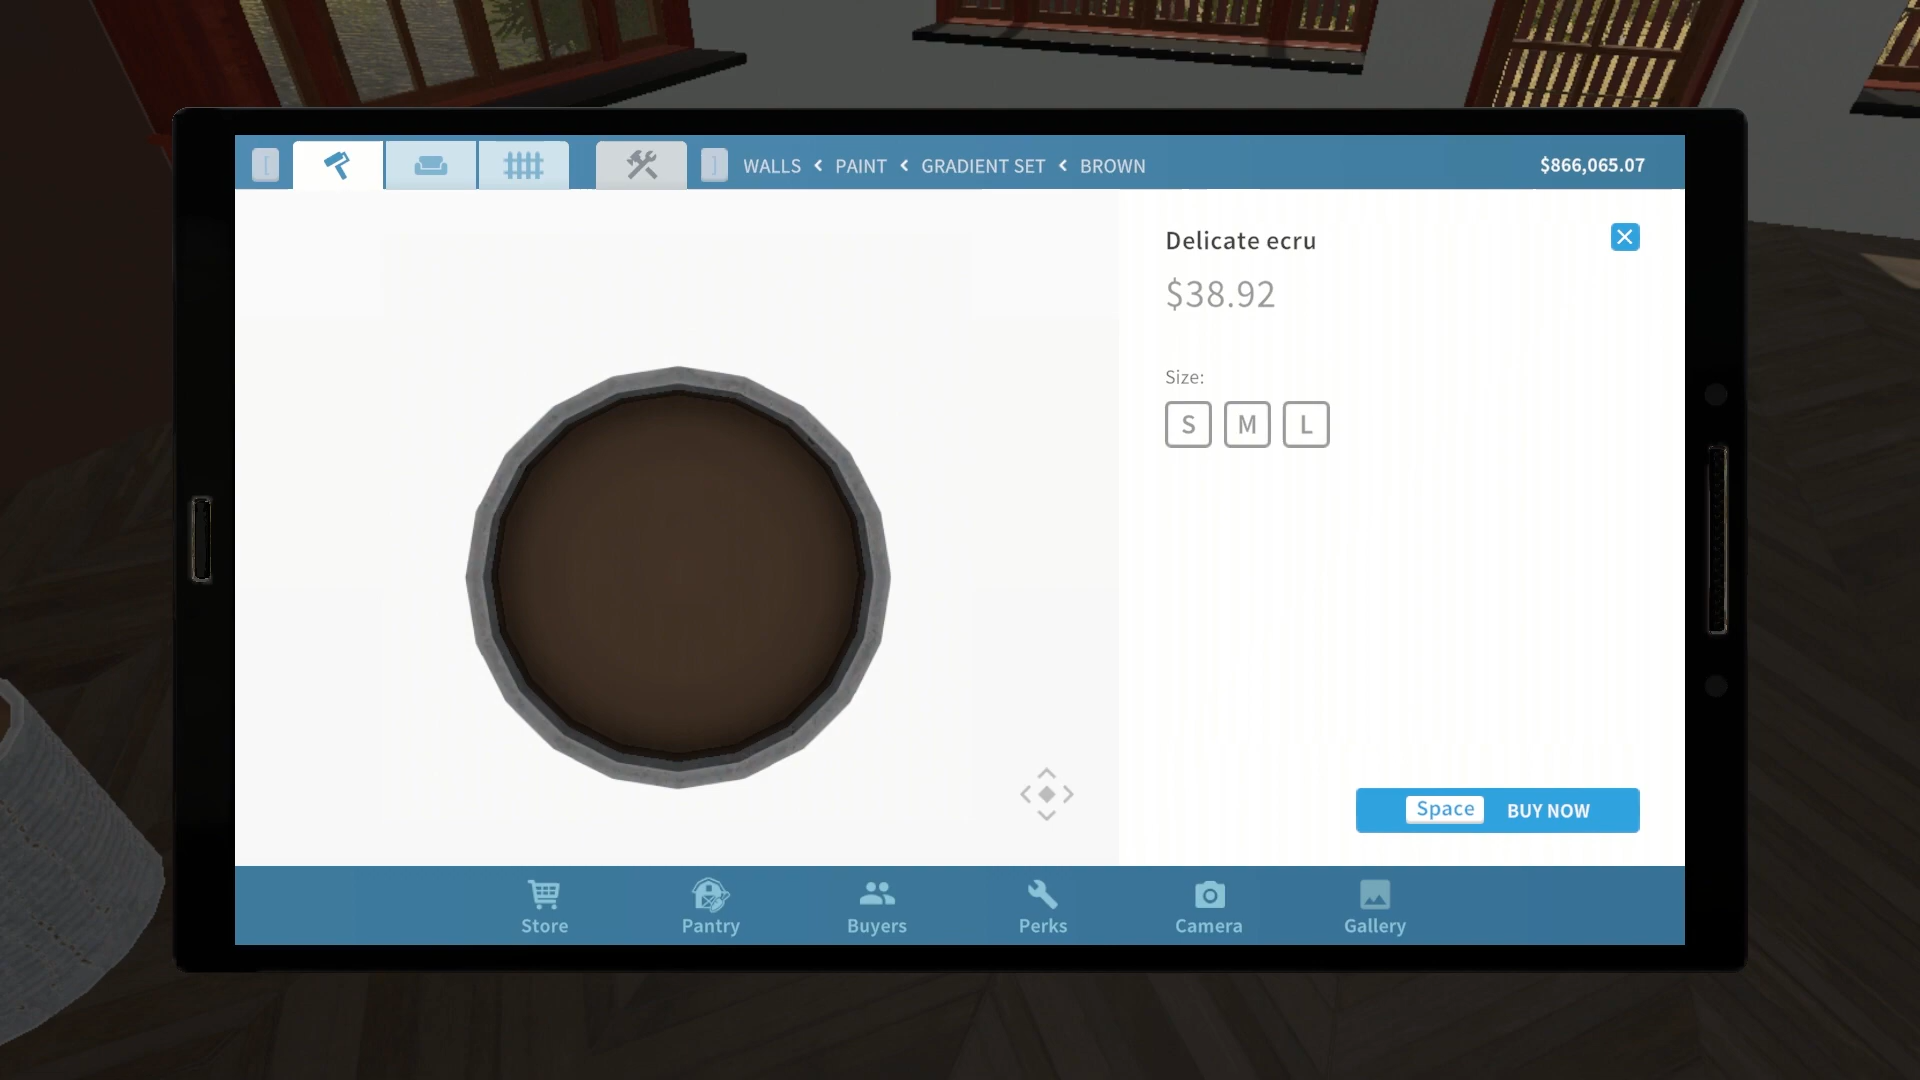 [ ] WALLS < PAINT < GRADIENT SET < BROWN $866,065.07
Delicate ecru
$38.92
Size:
S M L
Space BUY NOW
Store Pantry Buyers Perks Camera Gallery